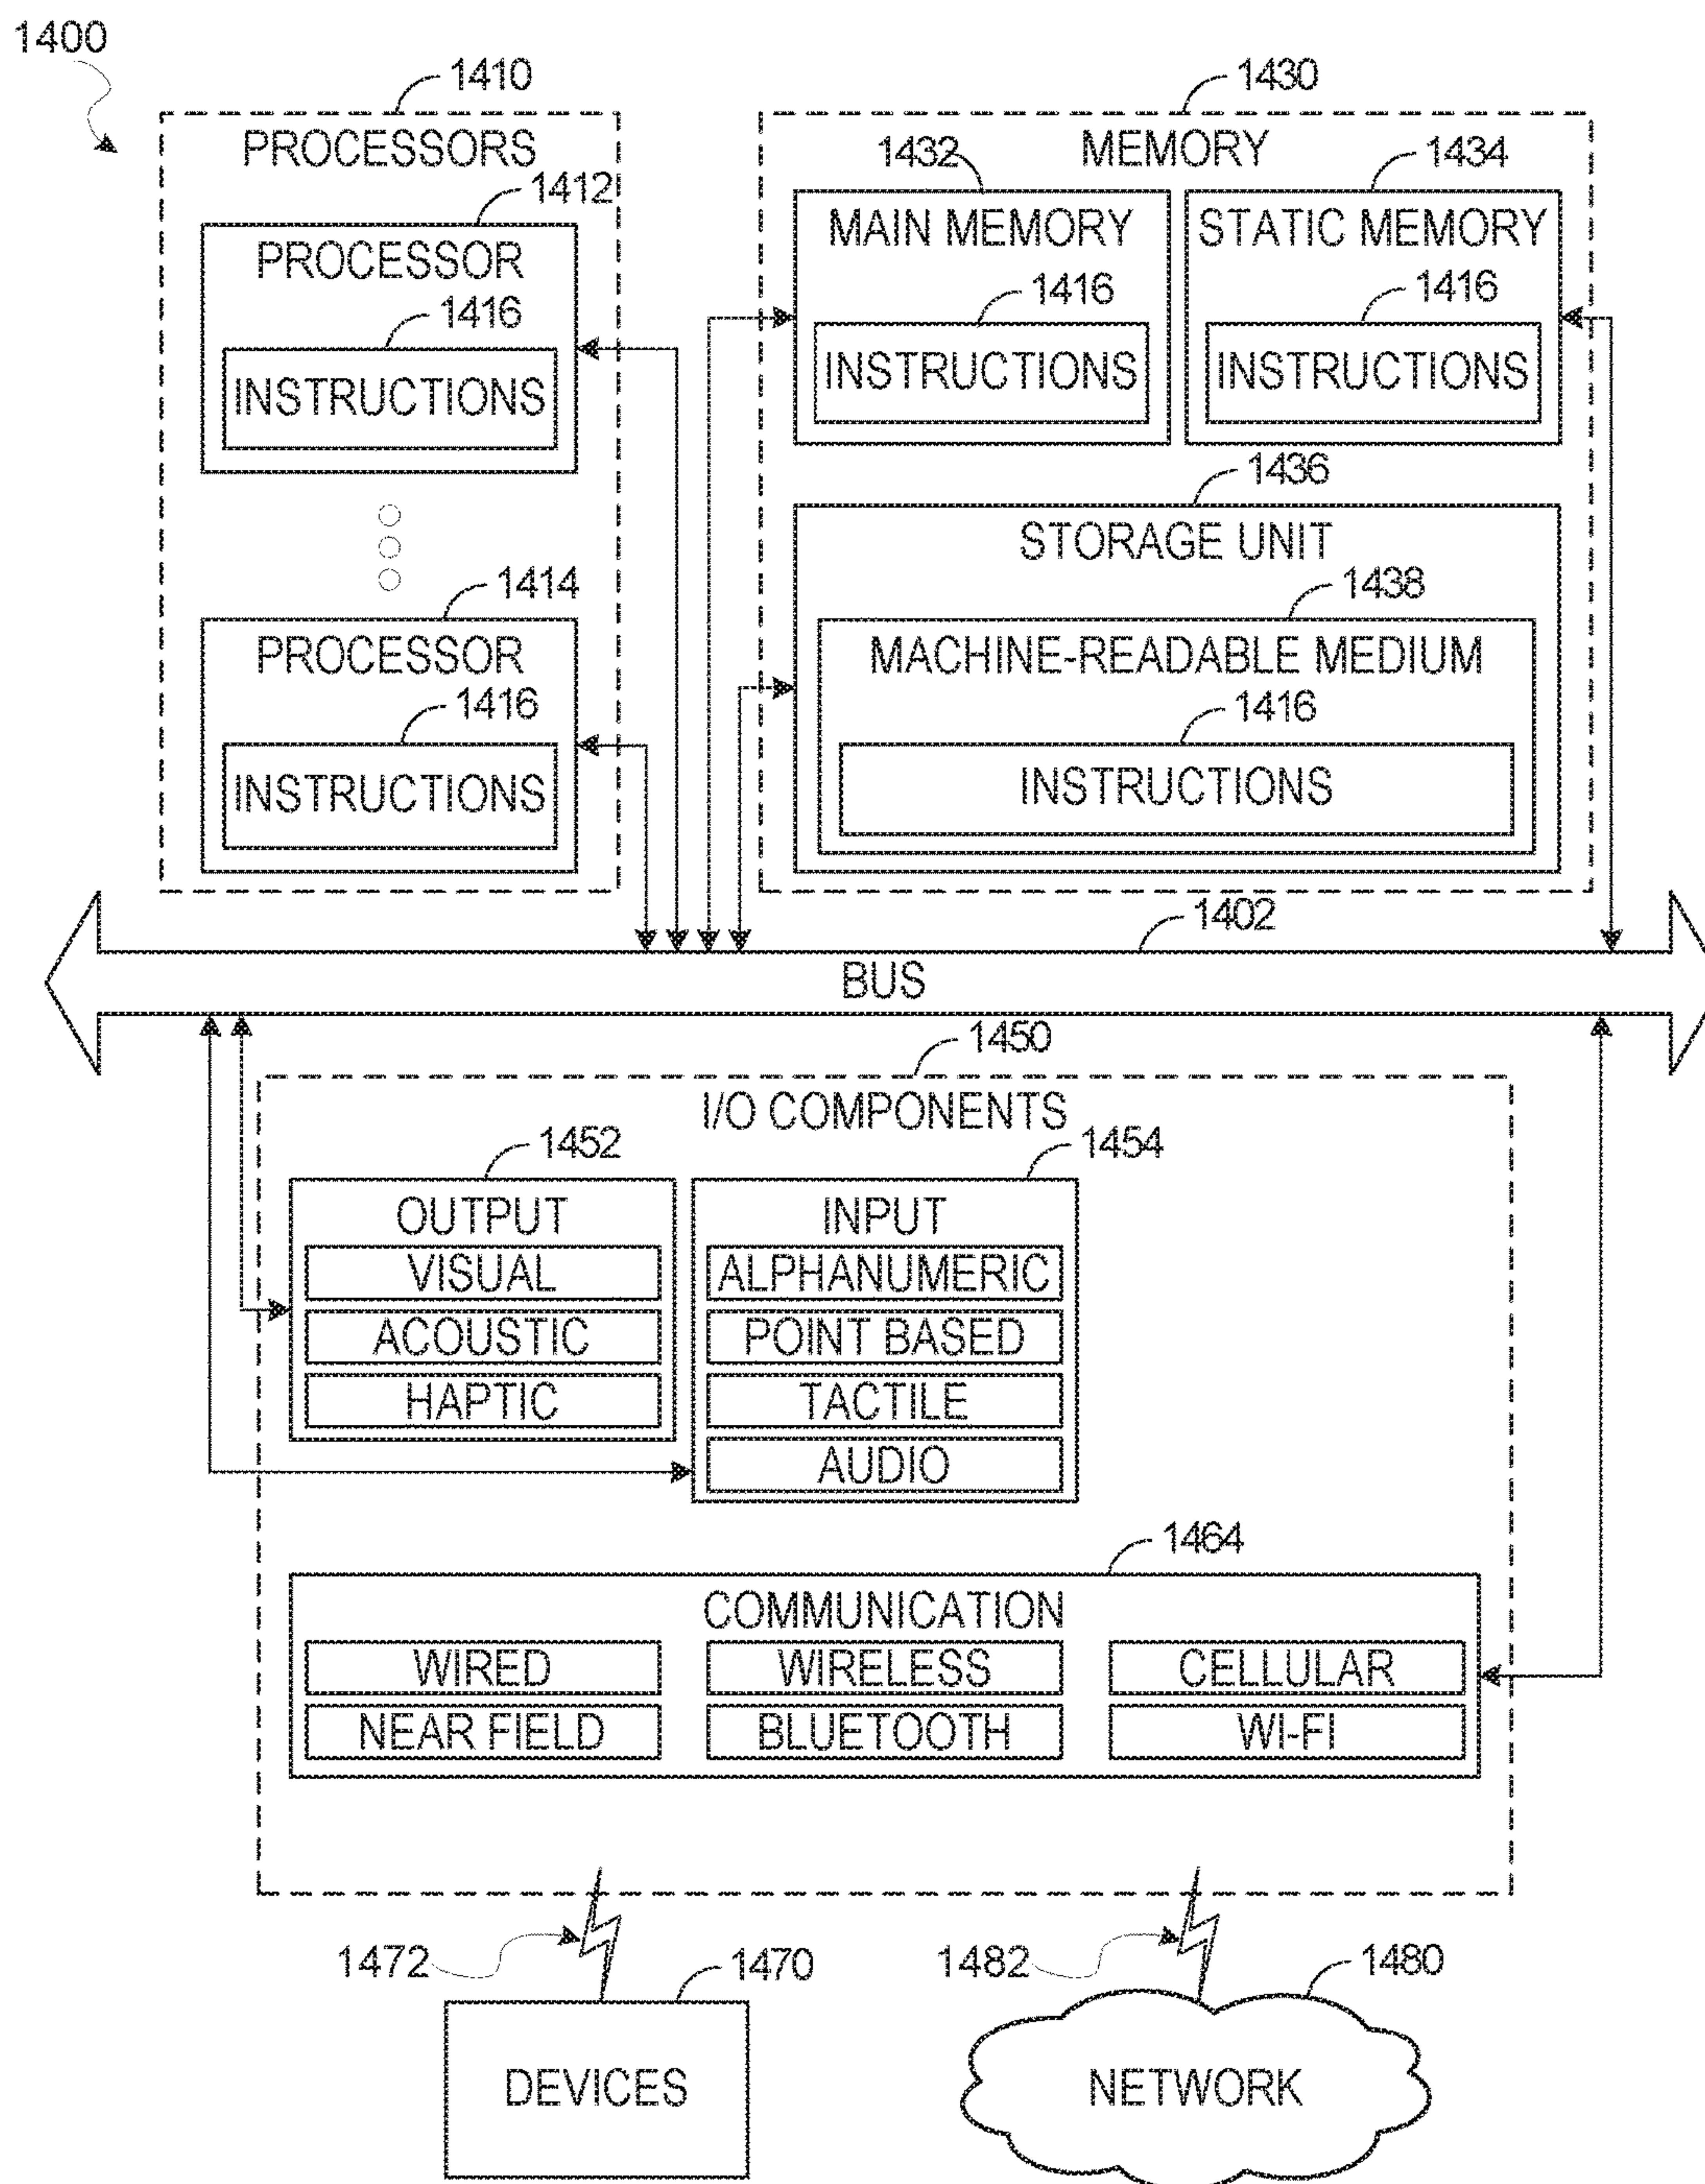 1400
1410
PROCESSORS
1412
PROCESSOR
1416
INSTRUCTIONS
1414
PROCESSOR
1416
INSTRUCTIONS
1430
MEMORY
1432
MAIN MEMORY
1416
INSTRUCTIONS
1434
STATIC MEMORY
1416
INSTRUCTIONS
1436
STORAGE UNIT
1438
MACHINE-READABLE MEDIUM
1416
INSTRUCTIONS
1402
BUS
1450
I/O COMPONENTS
1452
OUTPUT
VISUAL
ACOUSTIC
HAPTIC
1454
INPUT
ALPHANUMERIC
POINT BASED
TACTILE
AUDIO
1464
COMMUNICATION
WIRED
WIRELESS
CELLULAR
NEAR FIELD
BLUETOOTH
WI-FI
1472
1470
DEVICES
1482
1480
NETWORK